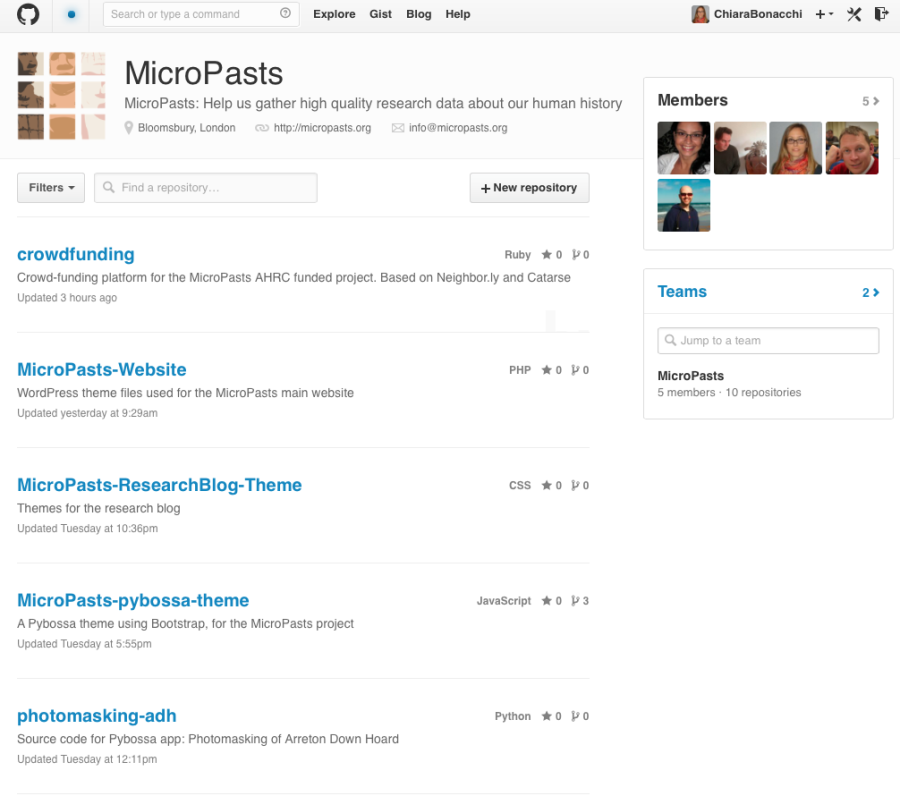 Search or type a command
Explore Gist Blog Help
ChiaraBonacchi
MicroPasts
MicroPasts: Help us gather high quality research data about our human history
Bloomsbury, London http://micropasts.org info@micropasts.org
Members 5
Filters
Find a repository...
+ New repository
crowdfunding
Ruby 0 0
Crowd-funding platform for the MicroPasts AHRC funded project. Based on Neighbor.ly and Catarse
Updated 3 hours ago
Teams 2
Jump to a team
MicroPasts
5 members · 10 repositories
MicroPasts-Website
PHP 0 0
WordPress theme files used for the MicroPasts main website
Updated yesterday at 9:29am
MicroPasts-ResearchBlog-Theme
CSS 0 0
Themes for the research blog
Updated Tuesday at 10:36pm
MicroPasts-pybossa-theme
JavaScript 0 3
A Pybossa theme using Bootstrap, for the MicroPasts project
Updated Tuesday at 5:55pm
photomasking-adh
Python 0 0
Source code for Pybossa app: Photomasking of Arreton Down Hoard
Updated Tuesday at 12:11pm